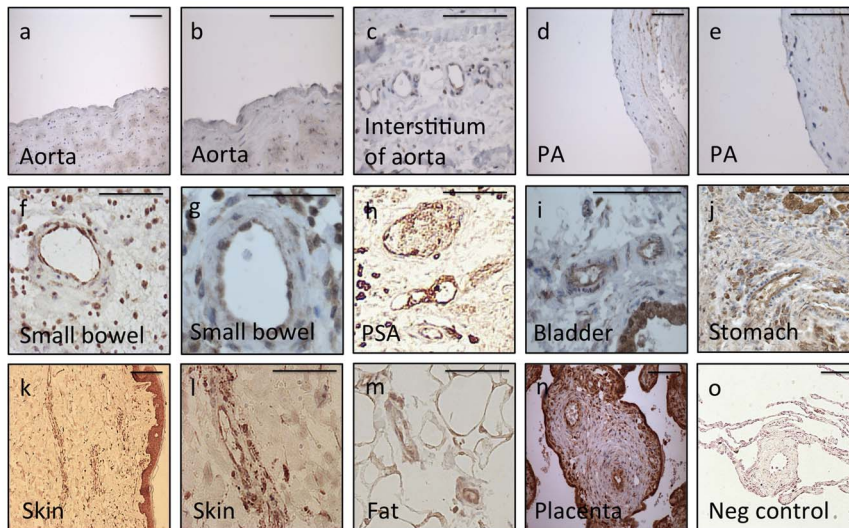 a
b
c
d
e
Aorta
Aorta
Interstitium
of aorta
PA
PA
f
g
h
i
j
Small bowel
Small bowel
PSA
Bladder
Stomach
k
l
m
n
o
Skin
Skin
Fat
Placenta
Neg control